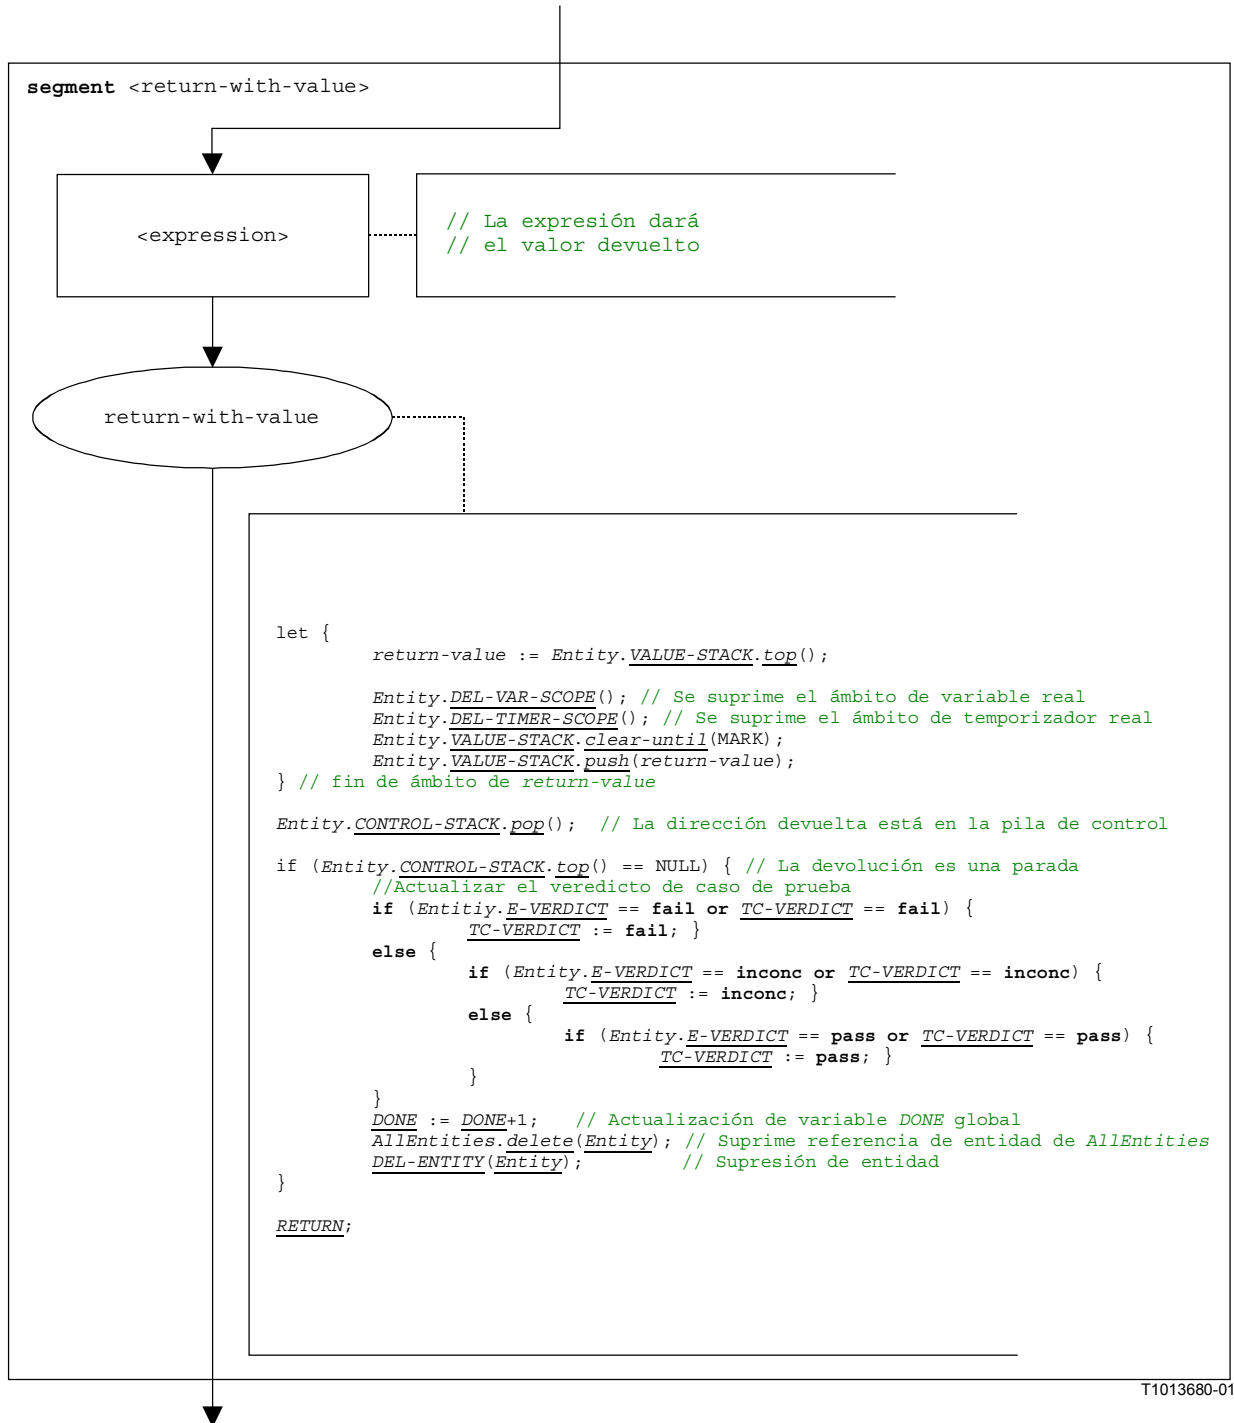 segment <return-with-value>
<expression>
// La expresión dará
// el valor devuelto
return-with-value
let {
return-value := Entity.VALUE-STACK.top();
Entity.DEL-VAR-SCOPE(); // Se suprime el ámbito de variable real
Entity.DEL-TIMER-SCOPE(); // Se suprime el ámbito de temporizador real
Entity.VALUE-STACK.clear-until(MARK);
Entity.VALUE-STACK.push(return-value);
} // fin de ámbito de return-value
Entity.CONTROL-STACK.pop(); // La dirección devuelta está en la pila de control
if (Entity.CONTROL-STACK.top() == NULL) { // La devolución es una parada
//Actualizar el veredicto de caso de prueba
if (Entitiy.E-VERDICT == fail or TC-VERDICT == fail) {
TC-VERDICT := fail; }
else {
if (Entity.E-VERDICT == inconc or TC-VERDICT == inconc) {
TC-VERDICT := inconc; }
else {
if (Entity.E-VERDICT == pass or TC-VERDICT == pass) {
TC-VERDICT := pass; }
}
}
DONE := DONE+1; // Actualización de variable DONE global
AllEntities.delete(Entity); // Suprime referencia de entidad de AllEntities
DEL-ENTITY(Entity); // Supresión de entidad
}
RETURN;
T1013680-01